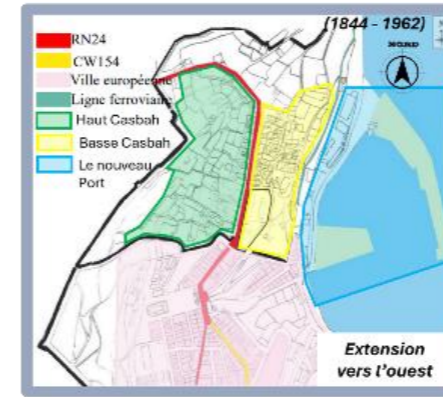 (1844 - 1962)
NORD
RN24
CW154
Ville européenne
Ligne ferroviaire
Haut Casbah
Basse Casbah
Le nouveau
Port
Extension
vers l'ouest